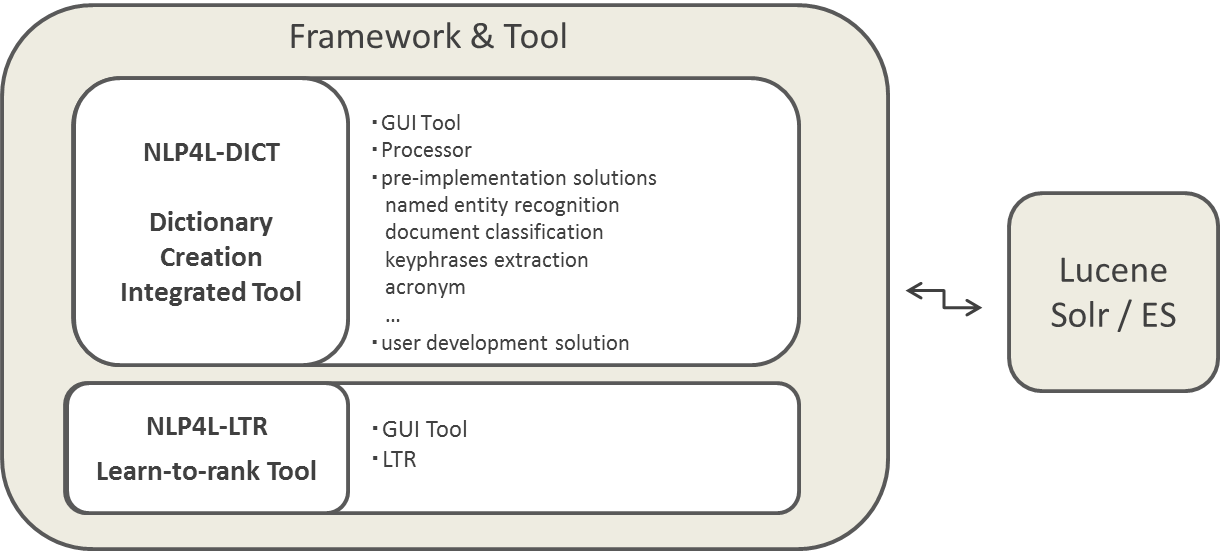 Framework & Tool
NLP4L-DICT
Dictionary
Creation
Integrated Tool
・GUI Tool
・Processor
・pre-implementation solutions
named entity recognition
document classification
keyphrases extraction
acronym
...
・user development solution
NLP4L-LTR
Learn-to-rank Tool
・GUI Tool
・LTR
Lucene
Solr / ES